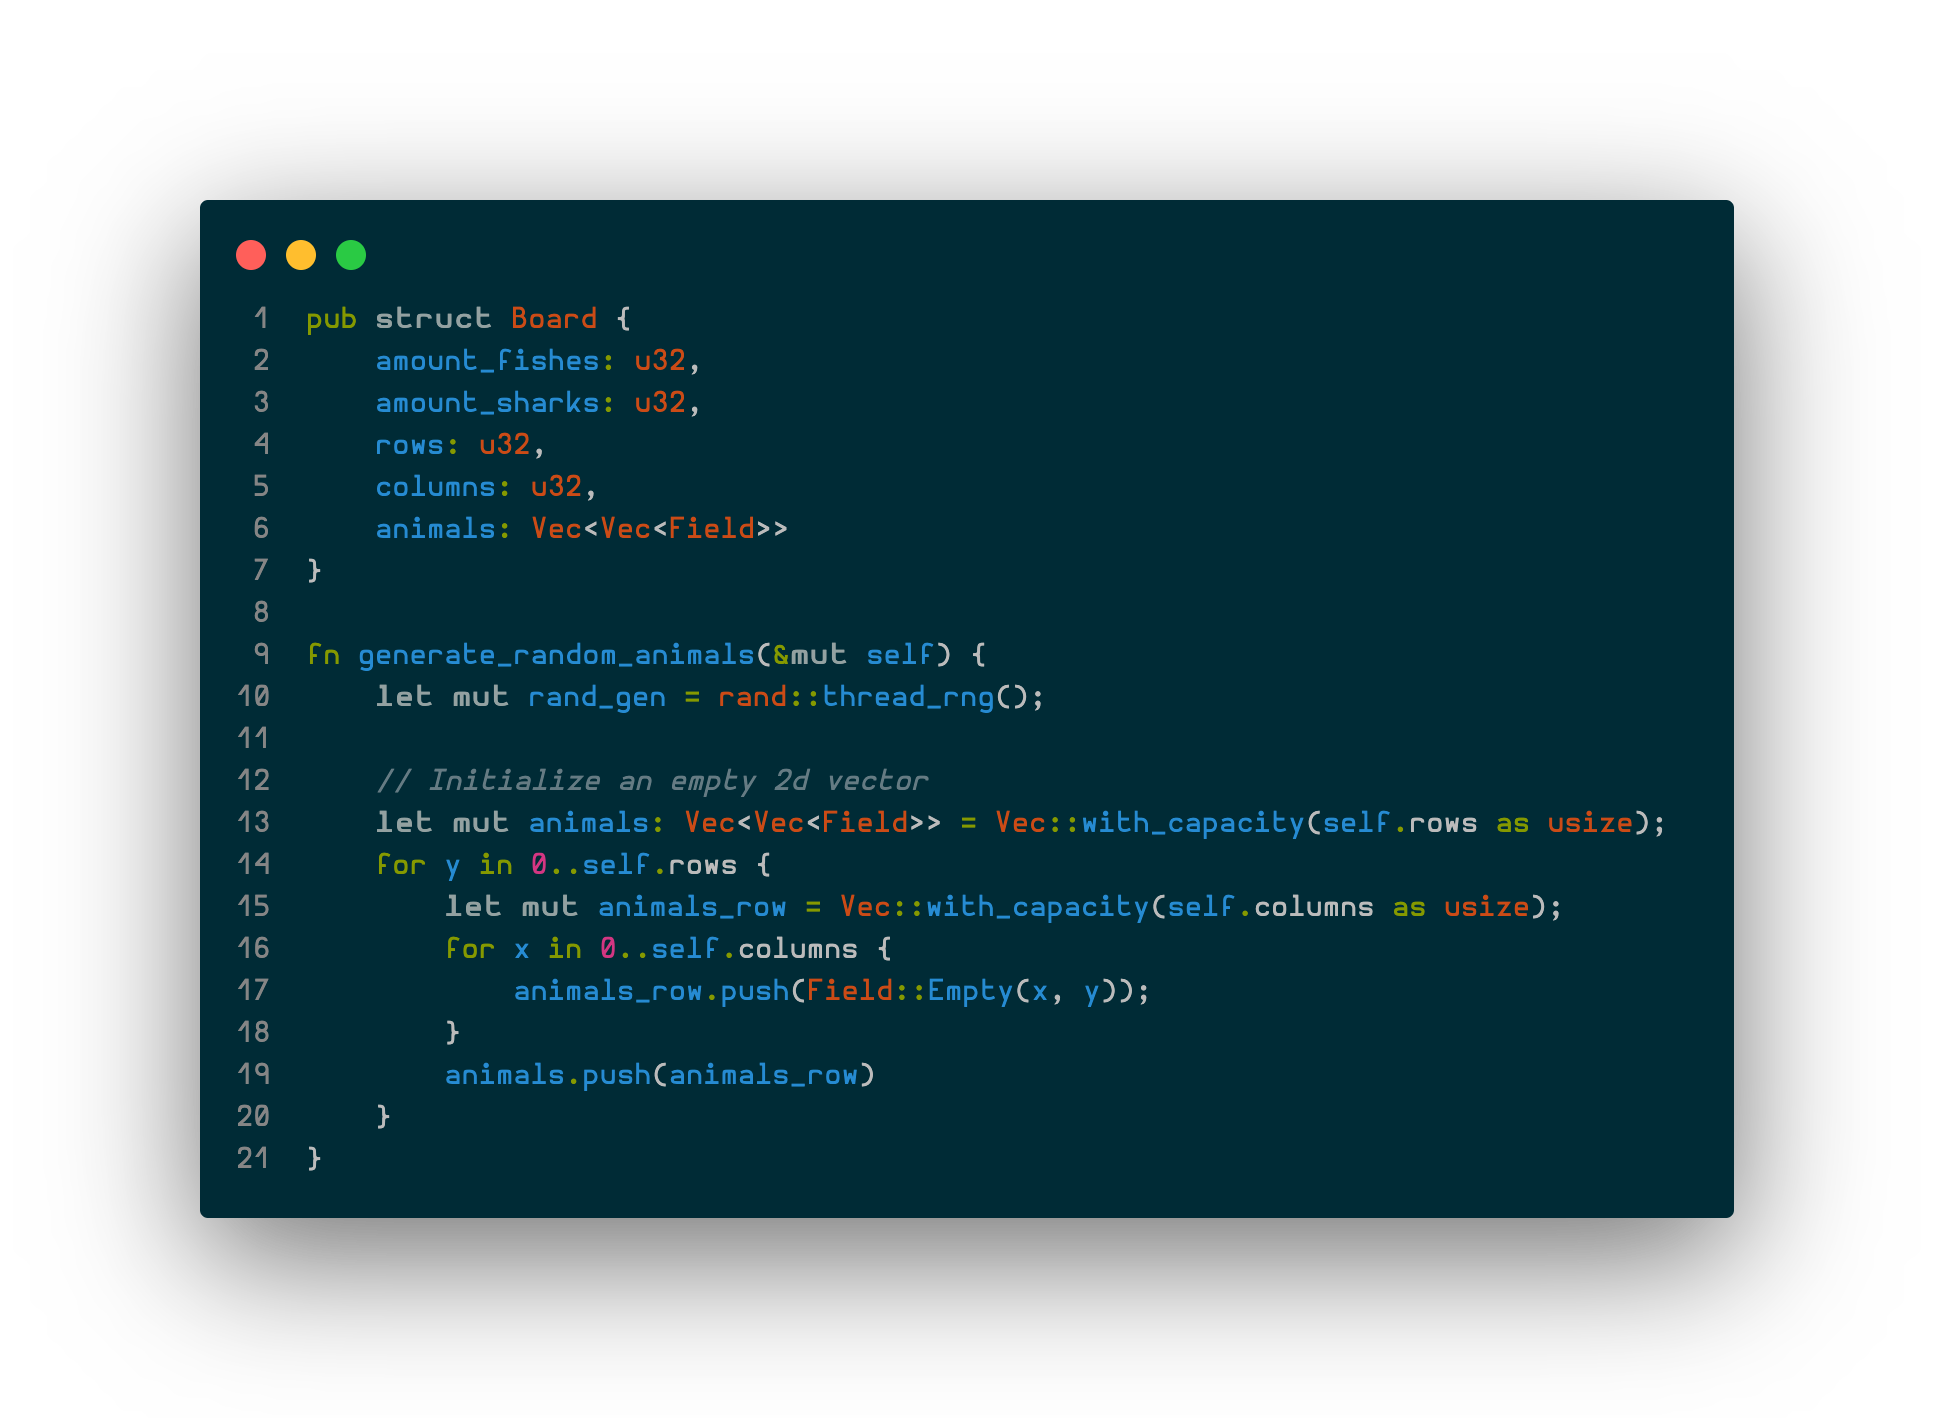 1 pub struct Board {
2     amount_fishes: u32,
3     amount_sharks: u32,
4     rows: u32,
5     columns: u32,
6     animals: Vec<Vec<Field>>
7 }
8
9 fn generate_random_animals(&mut self) {
10     let mut rand_gen = rand::thread_rng();
11
12     // Initialize an empty 2d vector
13     let mut animals: Vec<Vec<Field>> = Vec::with_capacity(self.rows as usize);
14     for y in 0..self.rows {
15         let mut animals_row = Vec::with_capacity(self.columns as usize);
16         for x in 0..self.columns {
17             animals_row.push(Field::Empty(x, y));
18         }
19         animals.push(animals_row)
20     }
21 }